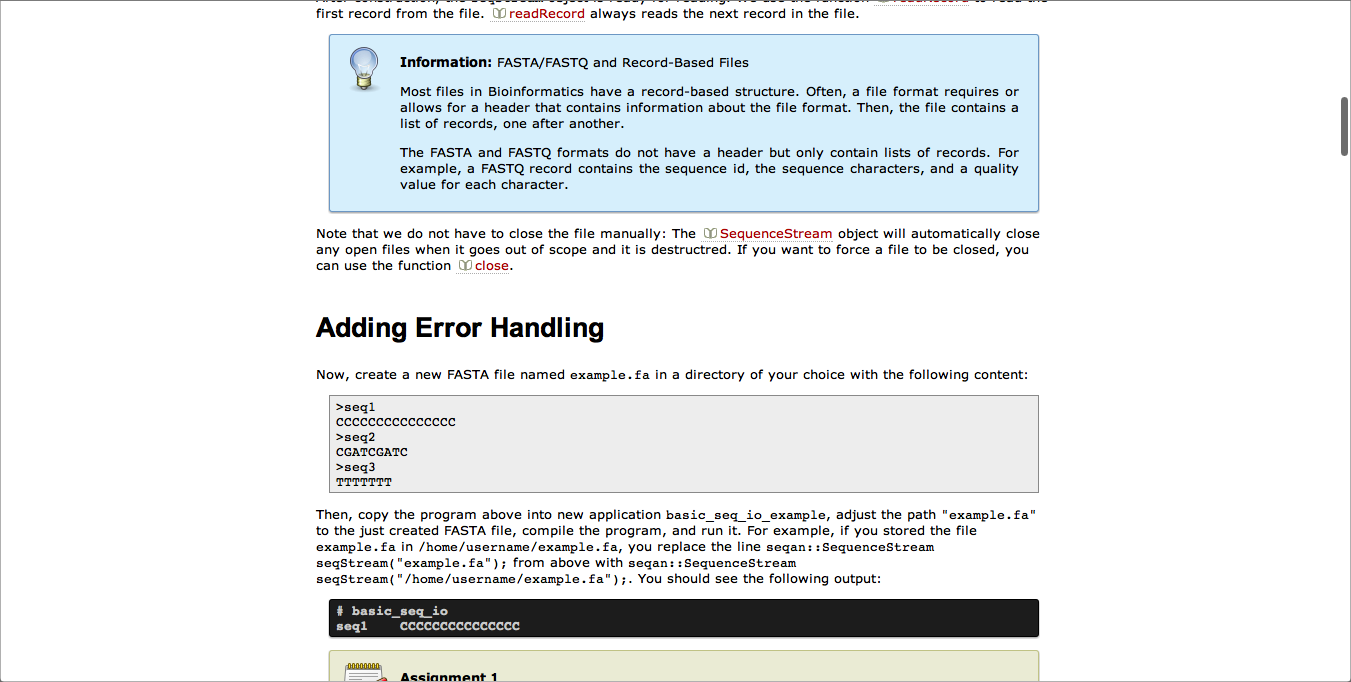 first record from the file. readRecord always reads the next record in the file.
Information: FASTA/FASTQ and Record-Based Files
Most files in Bioinformatics have a record-based structure. Often, a file format requires or
allows for a header that contains information about the file format. Then, the file contains a
list of records, one after another.
The FASTA and FASTQ formats do not have a header but only contain lists of records. For
example, a FASTQ record contains the sequence id, the sequence characters, and a quality
value for each character.
Note that we do not have to close the file manually: The SequenceStream object will automatically close
any open files when it goes out of scope and it is destructred. If you want to force a file to be closed, you
can use the function close.
Adding Error Handling
Now, create a new FASTA file named example.fa in a directory of your choice with the following content:
>seq1
CCCCCCCCCCCCCCC
>seq2
CGATCGATC
>seq3
TTTTTTT
Then, copy the program above into new application basic_seq_io_example, adjust the path "example.fa"
to the just created FASTA file, compile the program, and run it. For example, if you stored the file
example.fa in /home/username/example.fa, you replace the line seqan::SequenceStream
seqStream("example.fa"); from above with seqan::SequenceStream
seqStream("/home/username/example.fa");. You should see the following output:
# basic_seq_io
seq1    CCCCCCCCCCCCCCC
Assignment 1